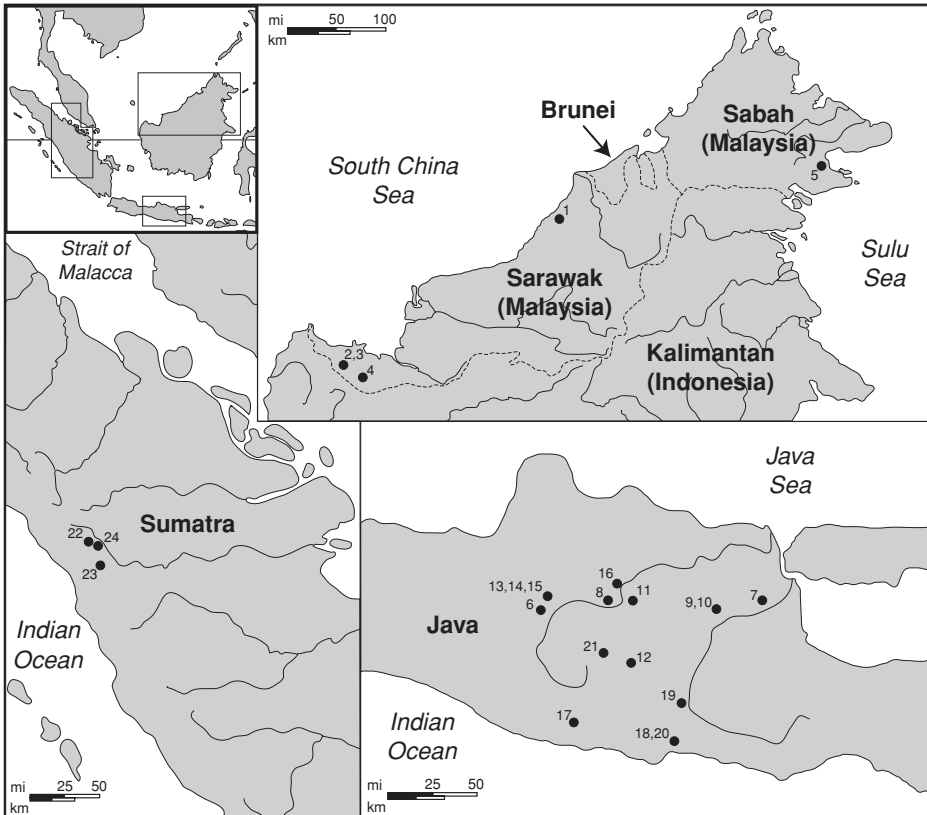 mi 50 100
km
Brunei
Sabah
(Malaysia)
5
South China
Sea
1
Sulu
Sea
Sarawak
(Malaysia)
Kalimantan
(Indonesia)
2,3
4
Strait of
Malacca
Sumatra
22
24
23
Indian
Ocean
mi 25 50
km
Java
Sea
13,14,15
6
16
8
11
9,10
7
Java
21
12
19
17
18,20
Indian
Ocean
mi 25 50
km